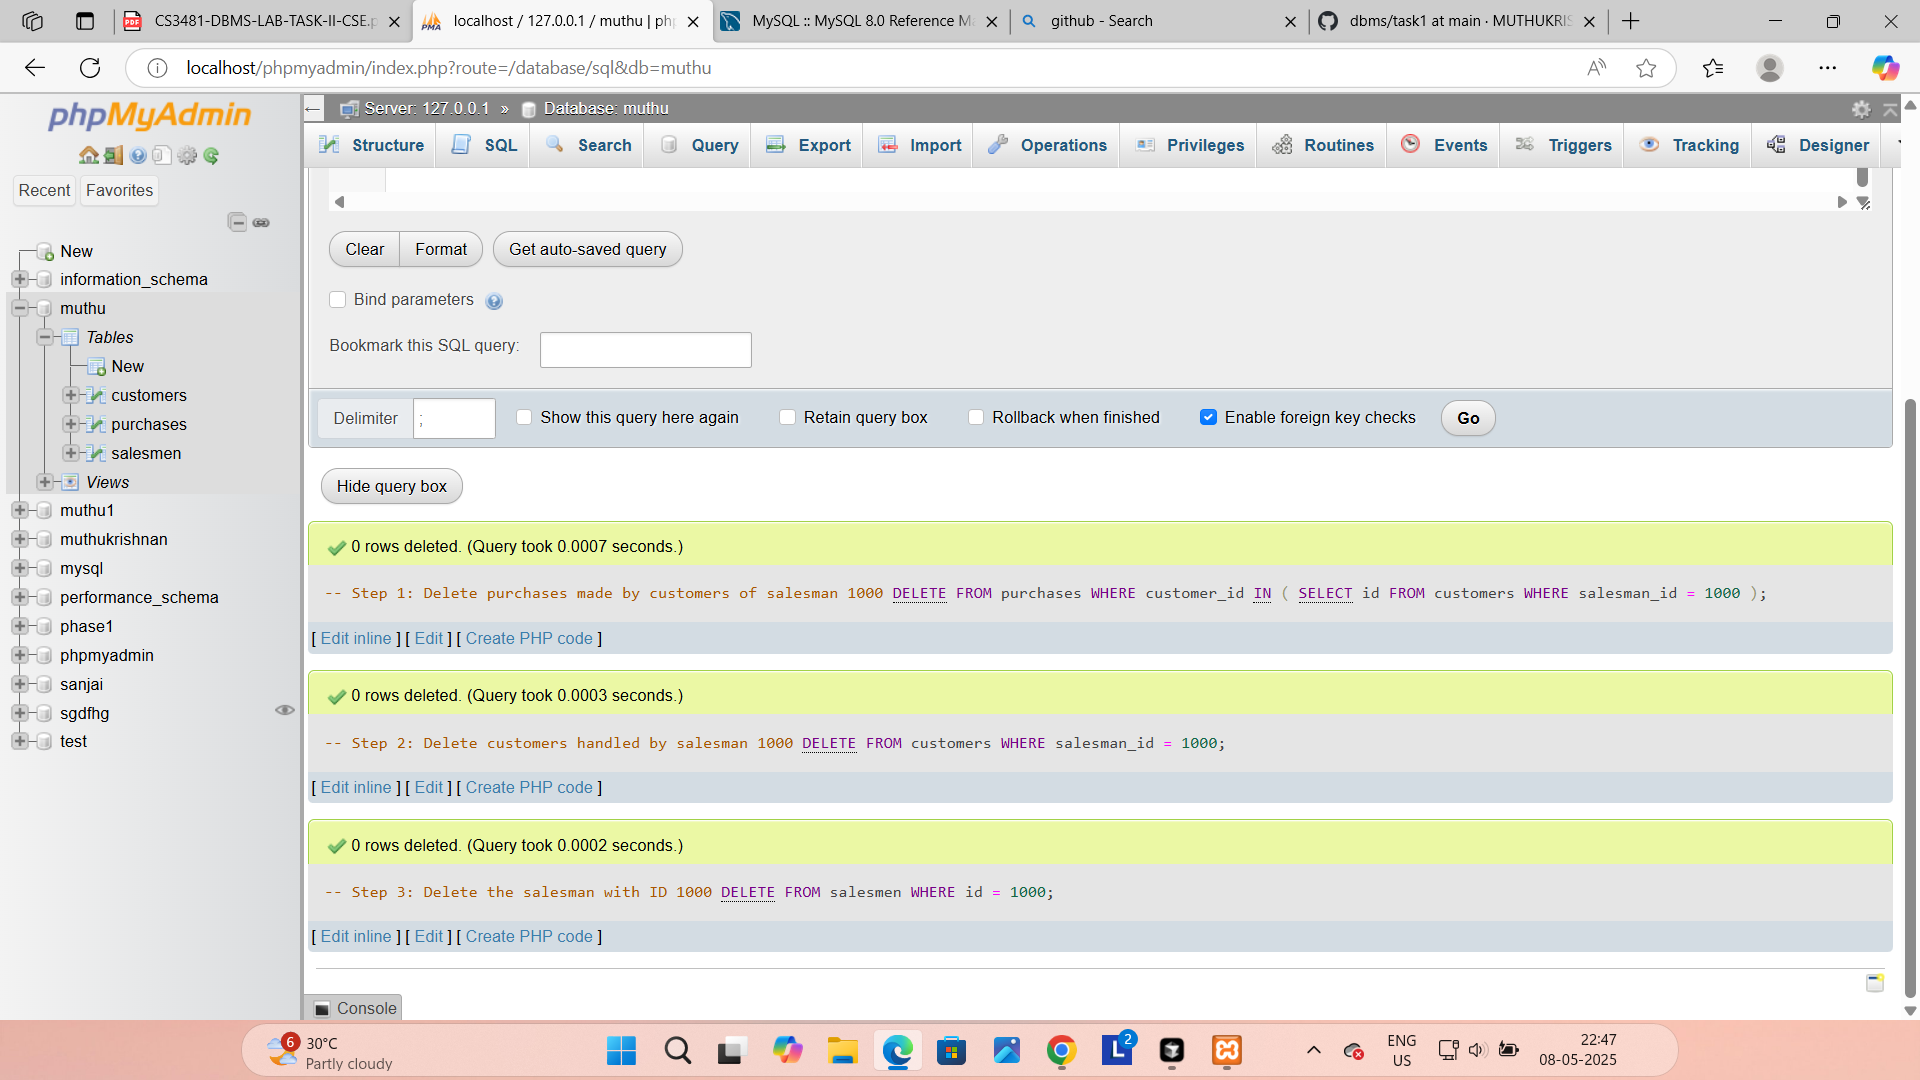 CS3481-DBMS-LAB-TASK-II-CSE.p
localhost / 127.0.0.1 / muthu | ph
MySQL :: MySQL 8.0 Reference M
github - Search
dbms/task1 at main · MUTHUKRIS
localhost/phpmyadmin/index.php?route=/database/sql&db=muthu
phpMyAdmin
Recent
Favorites
New
information_schema
muthu
Tables
New
customers
purchases
salesmen
Views
muthu1
muthukrishnan
mysql
performance_schema
phase1
phpmyadmin
sanjai
sgdfhg
test
Server: 127.0.0.1 » Database: muthu
Structure SQL Search Query Export Import Operations Privileges Routines Events Triggers Tracking Designer
Clear Format Get auto-saved query
Bind parameters
Bookmark this SQL query:
Delimiter ; Show this query here again Retain query box Rollback when finished Enable foreign key checks Go
Hide query box
0 rows deleted. (Query took 0.0007 seconds.)
-- Step 1: Delete purchases made by customers of salesman 1000 DELETE FROM purchases WHERE customer_id IN ( SELECT id FROM customers WHERE salesman_id = 1000 );
[ Edit inline ] [ Edit ] [ Create PHP code ]
0 rows deleted. (Query took 0.0003 seconds.)
-- Step 2: Delete customers handled by salesman 1000 DELETE FROM customers WHERE salesman_id = 1000;
[ Edit inline ] [ Edit ] [ Create PHP code ]
0 rows deleted. (Query took 0.0002 seconds.)
-- Step 3: Delete the salesman with ID 1000 DELETE FROM salesmen WHERE id = 1000;
[ Edit inline ] [ Edit ] [ Create PHP code ]
Console
6
30°C
Partly cloudy
2
ENG
US
22:47
08-05-2025